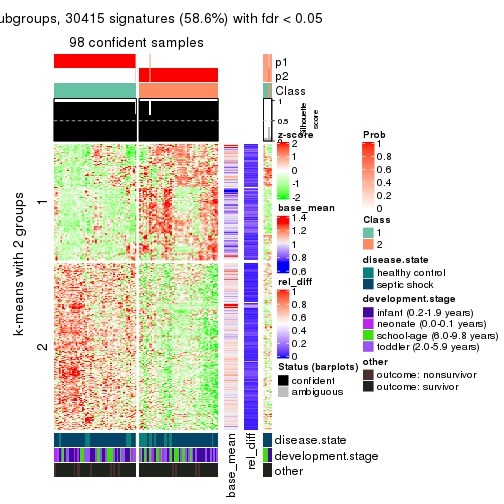 ubgroups, 30415 signatures (58.6%) with fdr < 0.05
98 confident samples
p1
p2
Class
1
0.5
0
Silhouette
score
k-means with 2 groups
1
2
z-score
2
1
0
-1
-2
base_mean
1.4
1.2
1
0.8
0.6
rel_diff
1
0.8
0.6
0.4
0.2
0
Status (barplots)
confident
ambiguous
Prob
1
0.8
0.6
0.4
0.2
0
Class
1
2
disease.state
healthy control
septic shock
development.stage
infant (0.2-1.9 years)
neonate (0.0-0.1 years)
school-age (6.0-9.8 years)
toddler (2.0-5.9 years)
other
outcome: nonsurvivor
outcome: survivor
disease.state
development.stage
other
base_mean
rel_diff